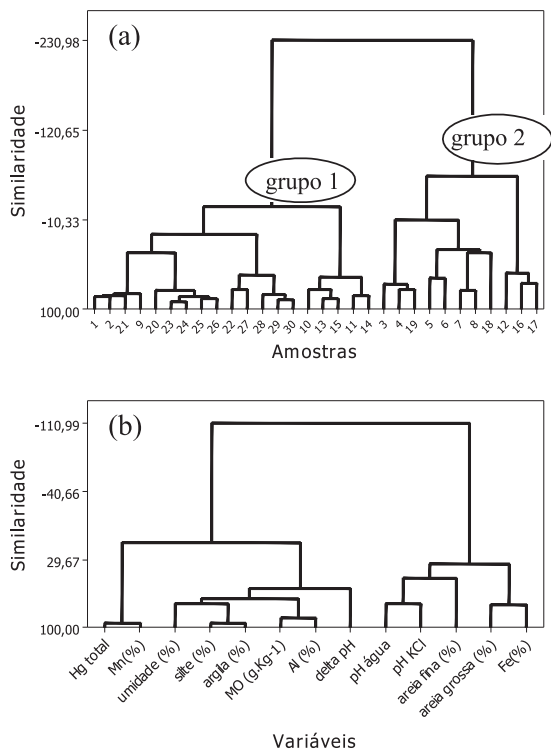 (a)
Similaridade
-230,98
-120,65
-10,33
100,00
grupo 1
grupo 2
1 2 21 9 20 23 24 25 26 22 27 28 29 30 10 13 15 11 14 3 4 19 5 6 7 8 18 12 16 17
Amostras
(b)
Similaridade
-110,99
-40,66
29,67
100,00
Hg total Mn(%) umidade (%) silte (%) argila (%) MO (g.Kg-1) Al (%) delta pH pH água pH KCl areia fina (%) areia grossa (%) Fe(%)
Variáveis